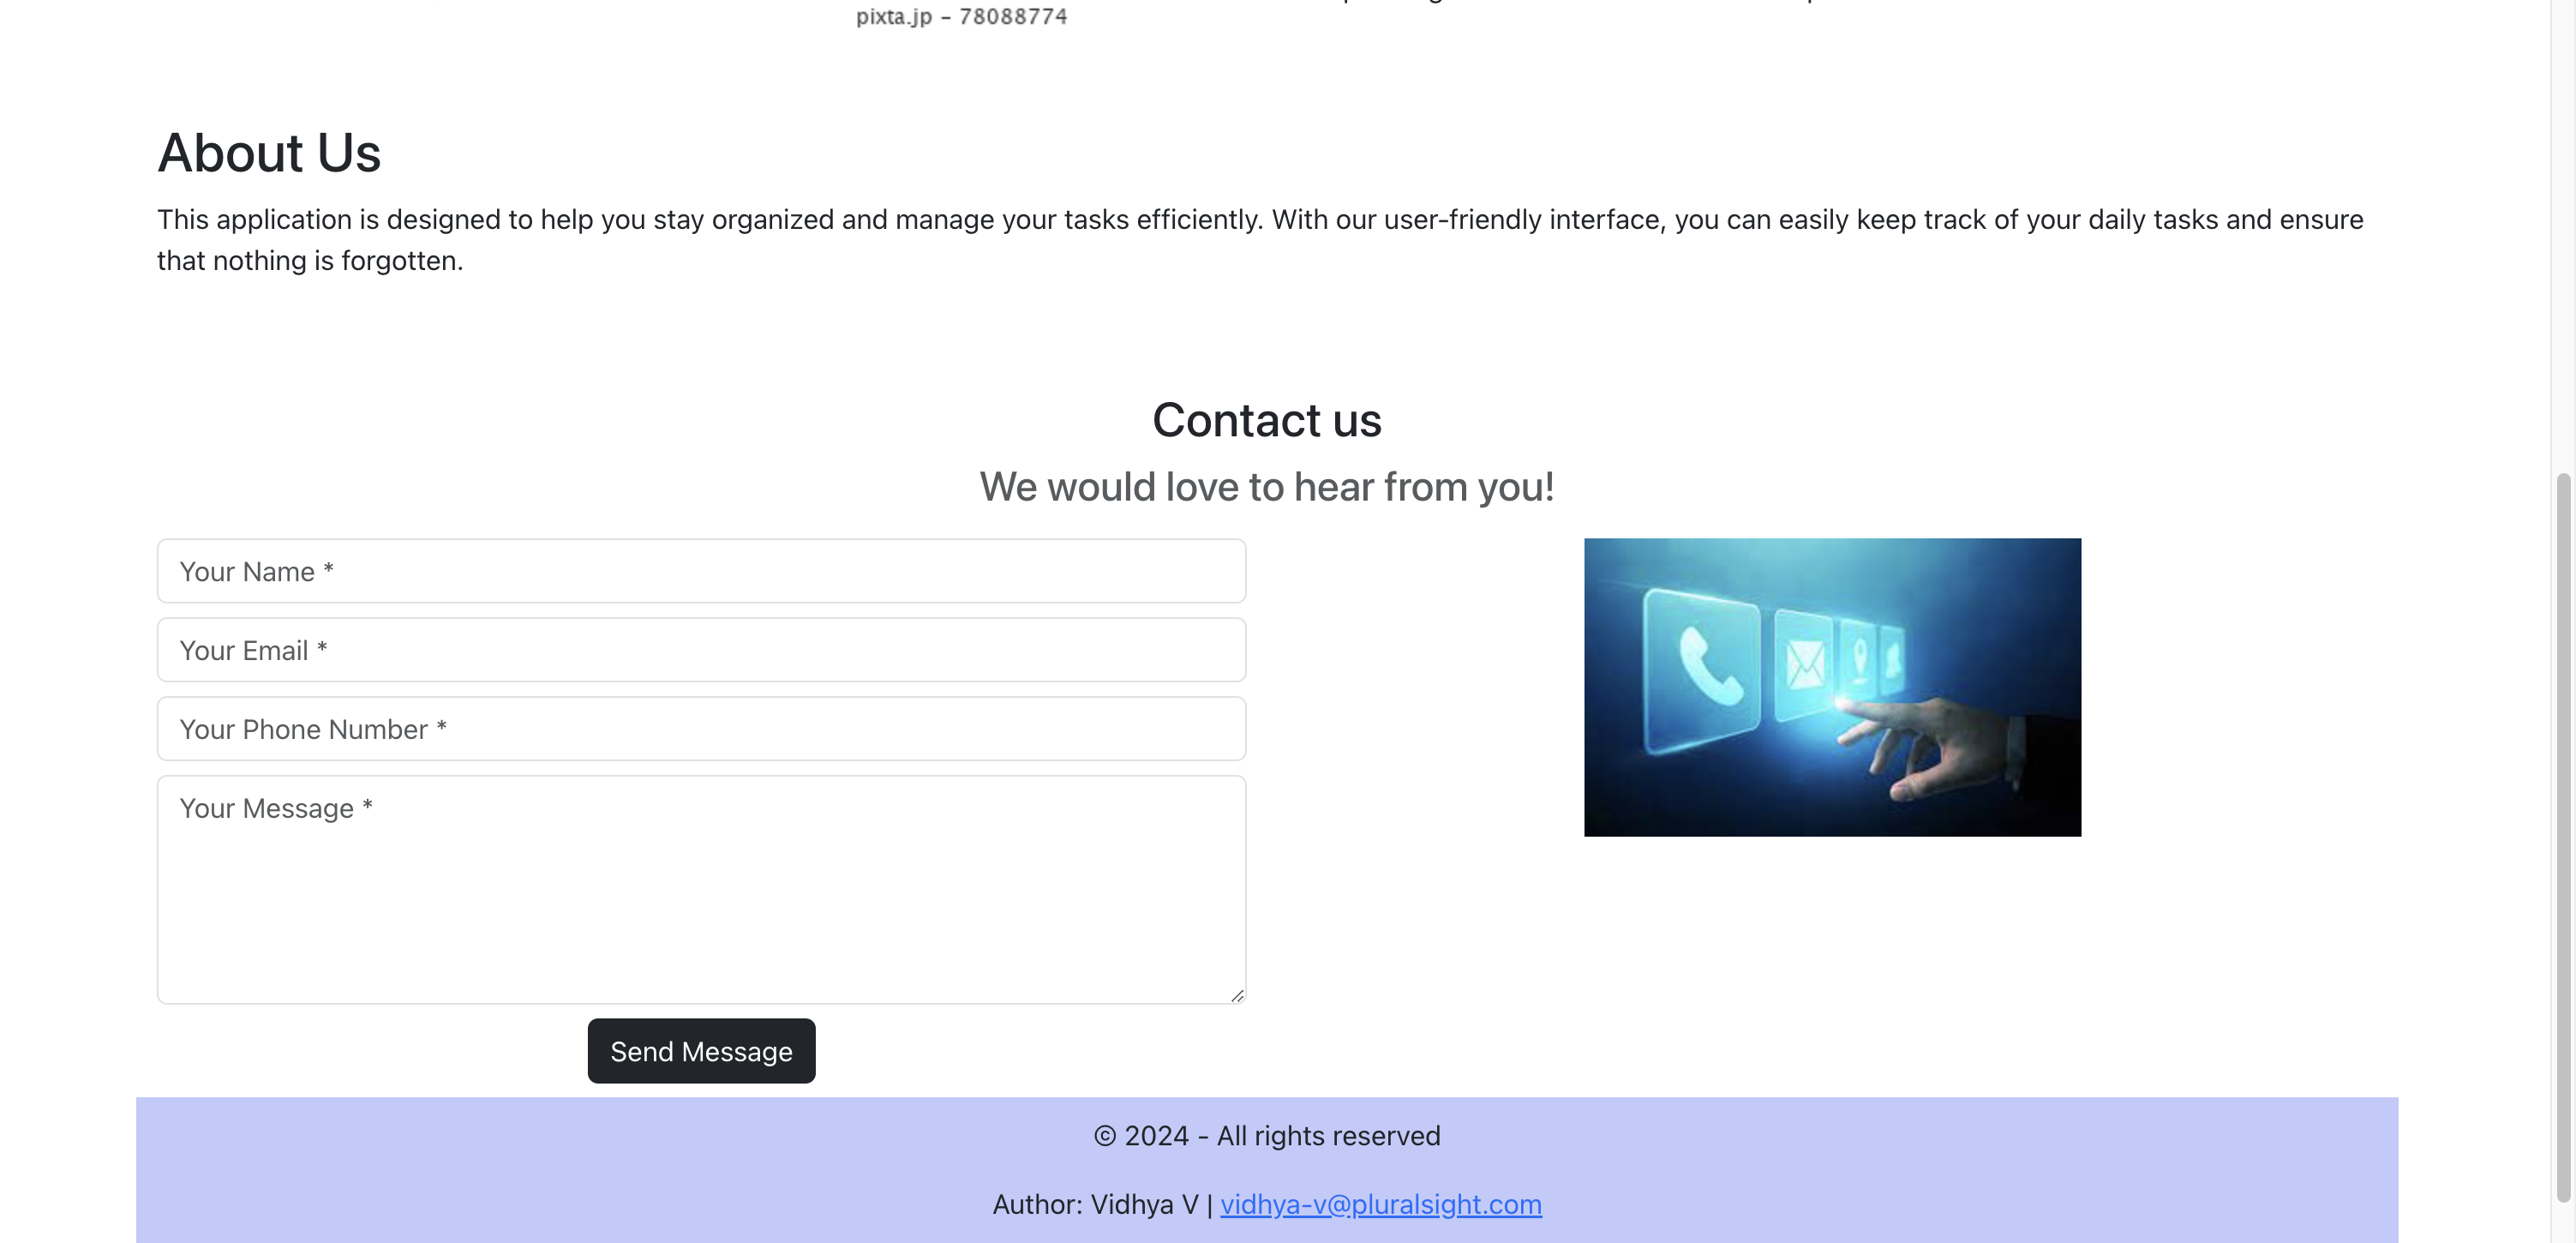 pixta.jp - 78088774
About Us
This application is designed to help you stay organized and manage your tasks efficiently. With our user-friendly interface, you can easily keep track of your daily tasks and ensure
that nothing is forgotten.
Contact us
We would love to hear from you!
Your Name *
Your Email *
Your Phone Number *
Your Message *
Send Message
© 2024 - All rights reserved
Author: Vidhya V | vidhya-v@pluralsight.com